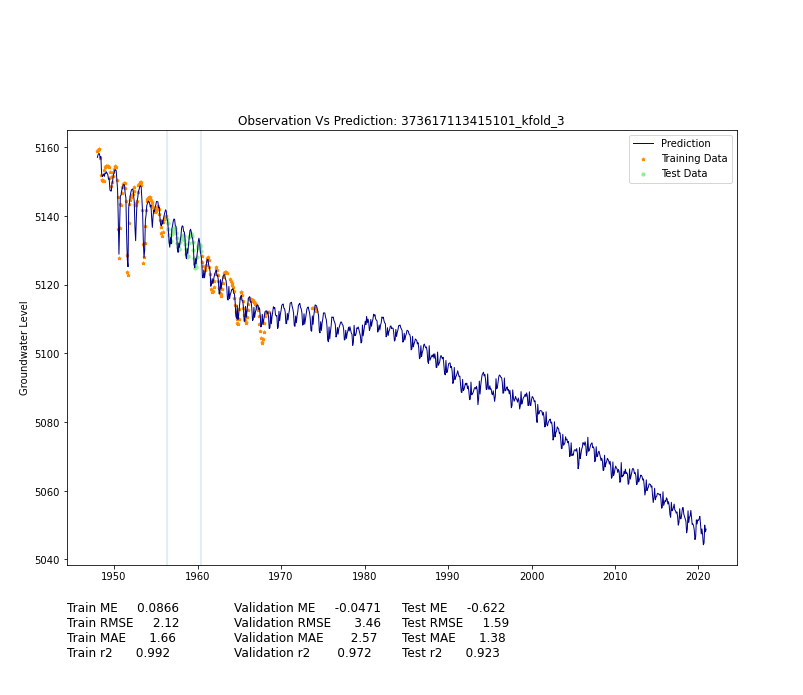 Observation Vs Prediction: 373617113415101_kfold_3
Prediction
Training Data
Test Data
Groundwater Level
5160
5140
5120
5100
5080
5060
5040
1950 1960 1970 1980 1990 2000 2010 2020
Train ME 0.0866 Validation ME -0.0471 Test ME -0.622
Train RMSE 2.12 Validation RMSE 3.46 Test RMSE 1.59
Train MAE 1.66 Validation MAE 2.57 Test MAE 1.38
Train r2 0.992 Validation r2 0.972 Test r2 0.923